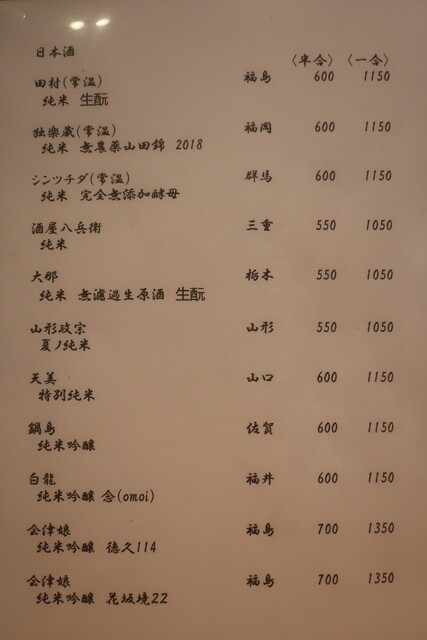 日本酒
〈半合〉 〈一合〉
田村(常温) 福島 600 1150
純米 生酛
独楽蔵(常温) 福岡 600 1150
純米 無農薬山田錦 2018
シンツチダ(常温) 群馬 600 1150
純米 完全無添加酵母
酒屋八兵衛 三重 550 1050
純米
大那 栃木 550 1050
純米 無濾過生原酒 生酛
山形政宗 山形 550 1050
夏ノ純米
天美 山口 600 1150
特別純米
鍋島 佐賀 600 1150
純米吟醸
白龍 福井 600 1150
純米吟醸 念(omoi)
会津娘 福島 700 1350
純米吟醸 徳久114
会津娘 福島 700 1350
純米吟醸 花坂境22